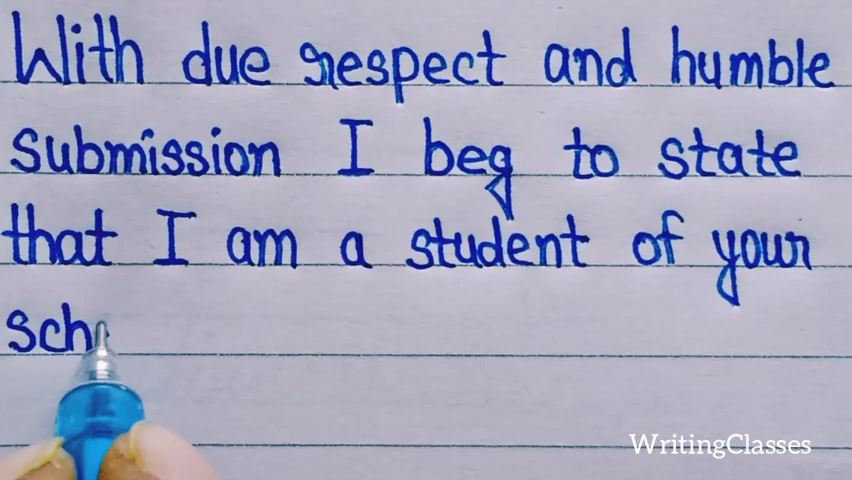 With due respect and humble
submission I beg to state
that I am a student of your
sch
WritingClasses